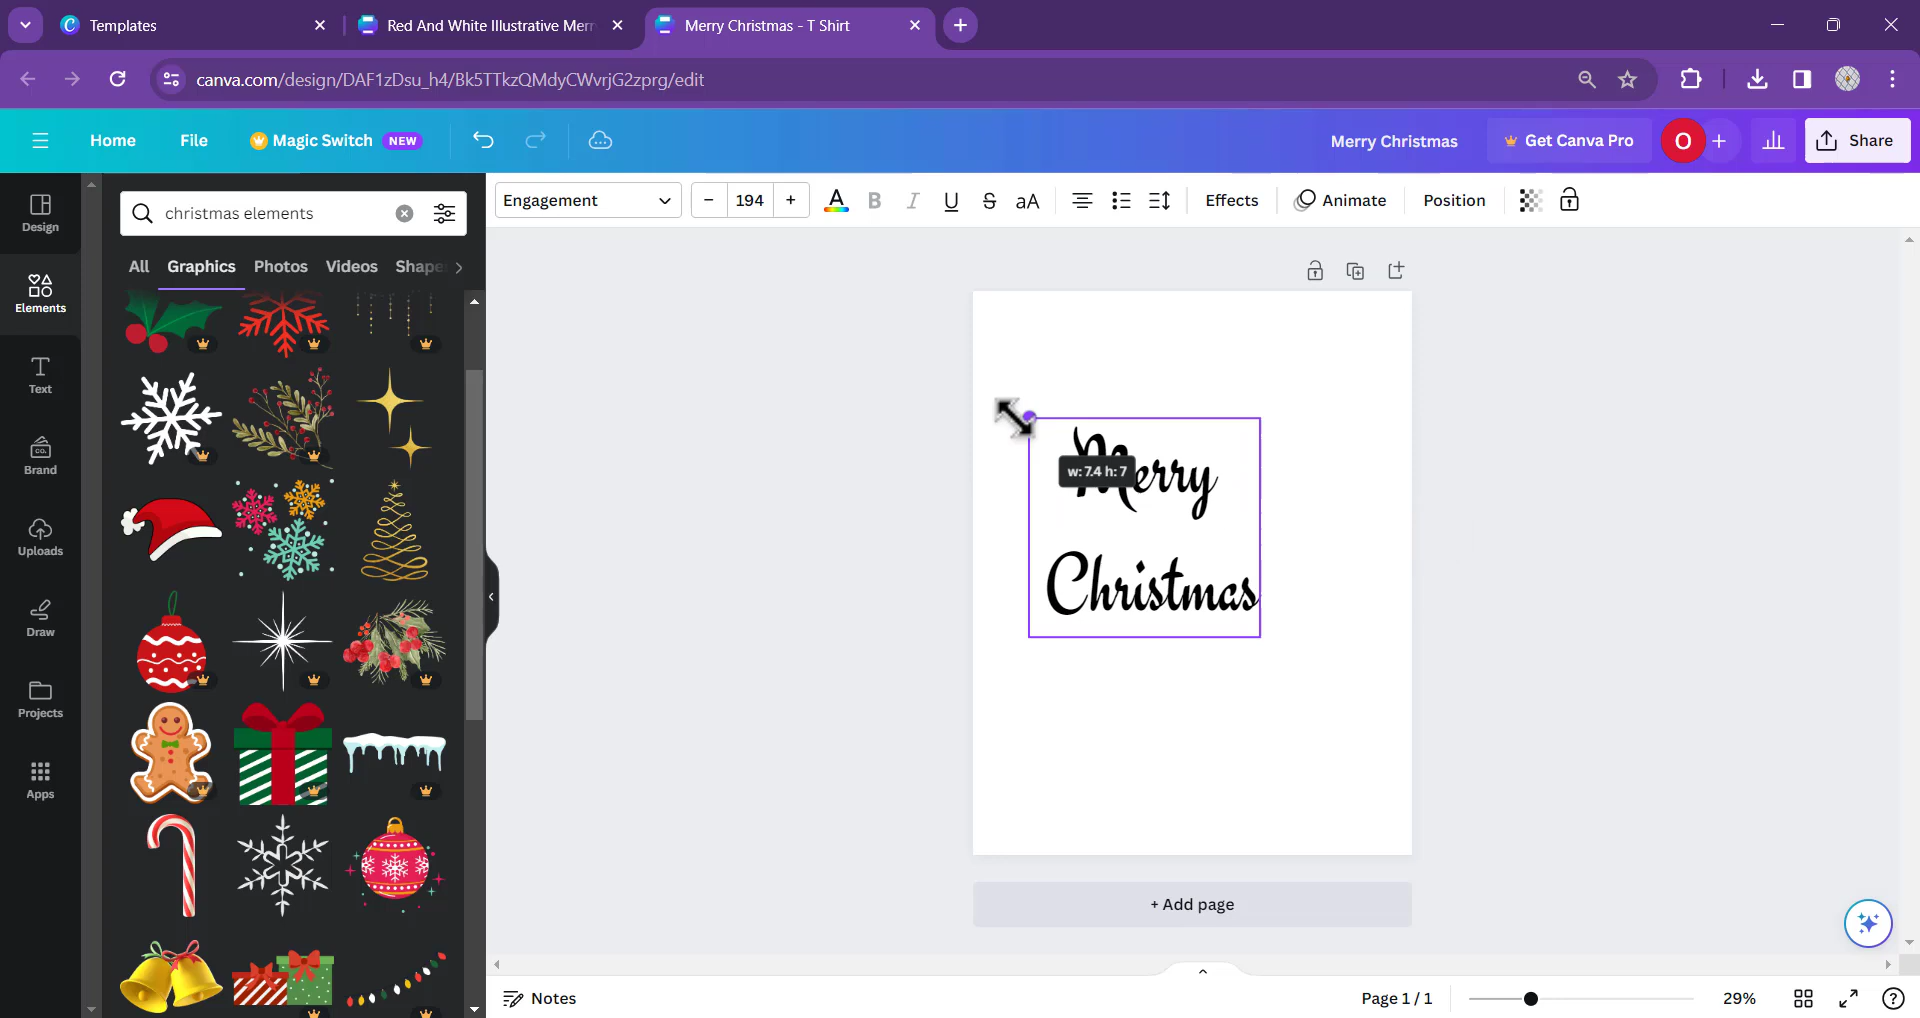 Templates
Red And White Illustrative Merr
Merry Christmas - T Shirt
canva.com/design/DAF1zDsu_h4/Bk5TTkzQMdyCWvrjG2zprg/edit
Home
File
Magic Switch NEW
Merry Christmas
Get Canva Pro
O
Share
Design
Elements
Text
Brand
Uploads
Draw
Projects
Apps
christmas elements
All Graphics Photos Videos Shape
Engagement
194
A B I U S aA
Effects
Animate
Position
Merry
w: 7.4 h: 7
Christmas
+ Add page
Notes
Page 1 / 1
29%